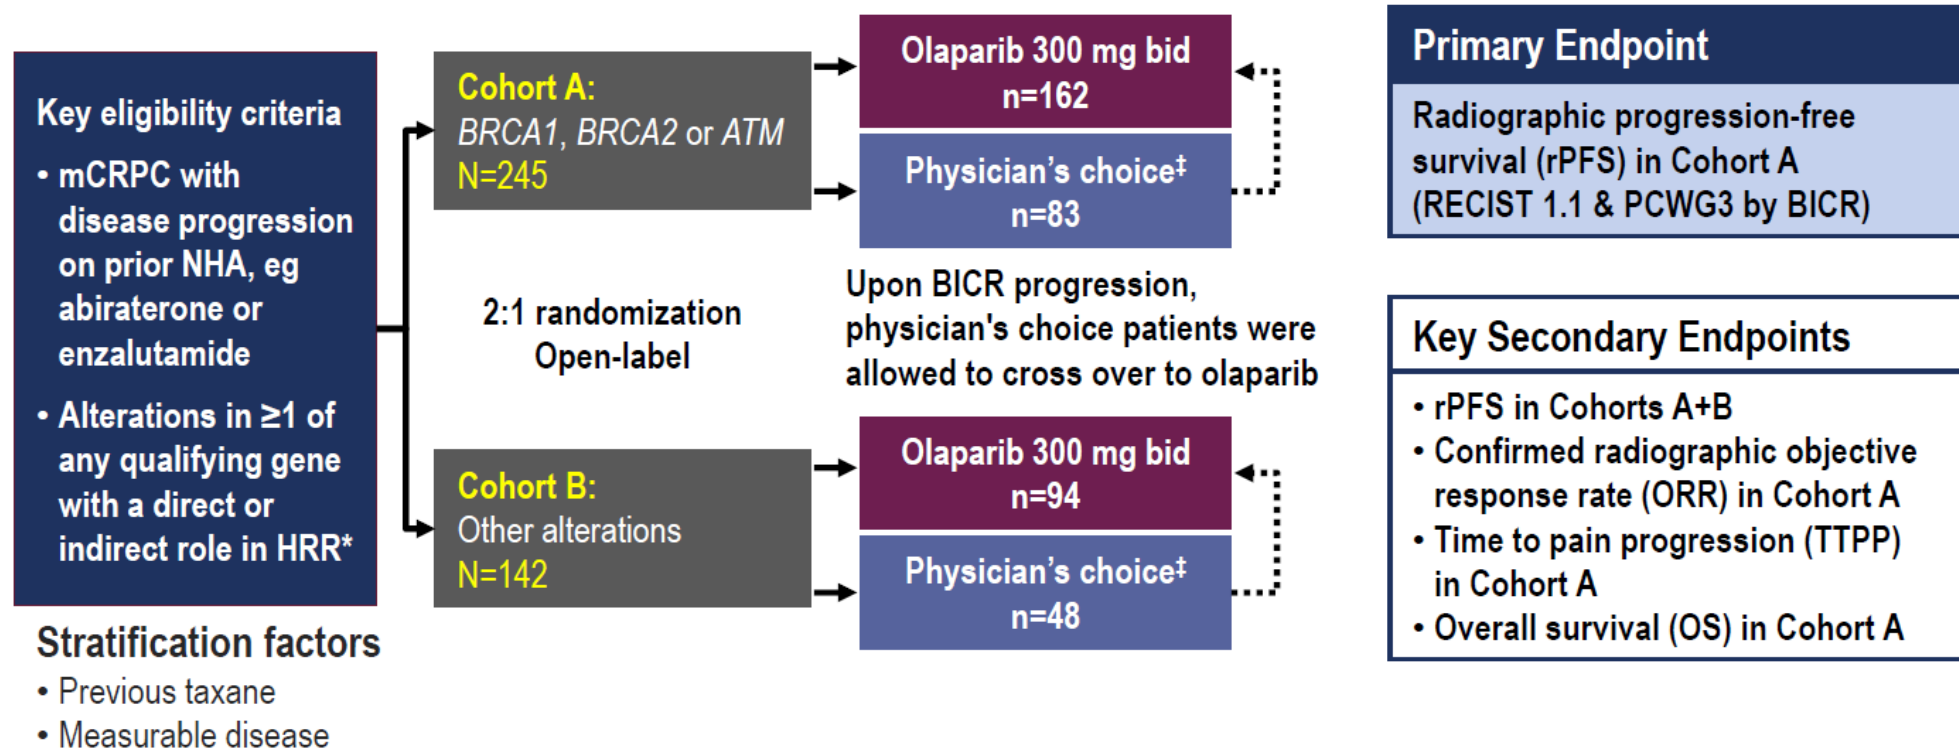 Key eligibility criteria
• mCRPC with
disease progression
on prior NHA, eg
abiraterone or
enzalutamide
• Alterations in ≥1 of
any qualifying gene
with a direct or
indirect role in HRR*
Stratification factors
• Previous taxane
• Measurable disease
Cohort A:
BRCA1, BRCA2 or ATM
N=245
2:1 randomization
Open-label
Cohort B:
Other alterations
N=142
Olaparib 300 mg bid
n=162
Physician's choice‡
n=83
Upon BICR progression,
physician's choice patients were
allowed to cross over to olaparib
Olaparib 300 mg bid
n=94
Physician's choice‡
n=48
Primary Endpoint
Radiographic progression-free
survival (rPFS) in Cohort A
(RECIST 1.1 & PCWG3 by BICR)
Key Secondary Endpoints
• rPFS in Cohorts A+B
• Confirmed radiographic objective
response rate (ORR) in Cohort A
• Time to pain progression (TTPP)
in Cohort A
• Overall survival (OS) in Cohort A